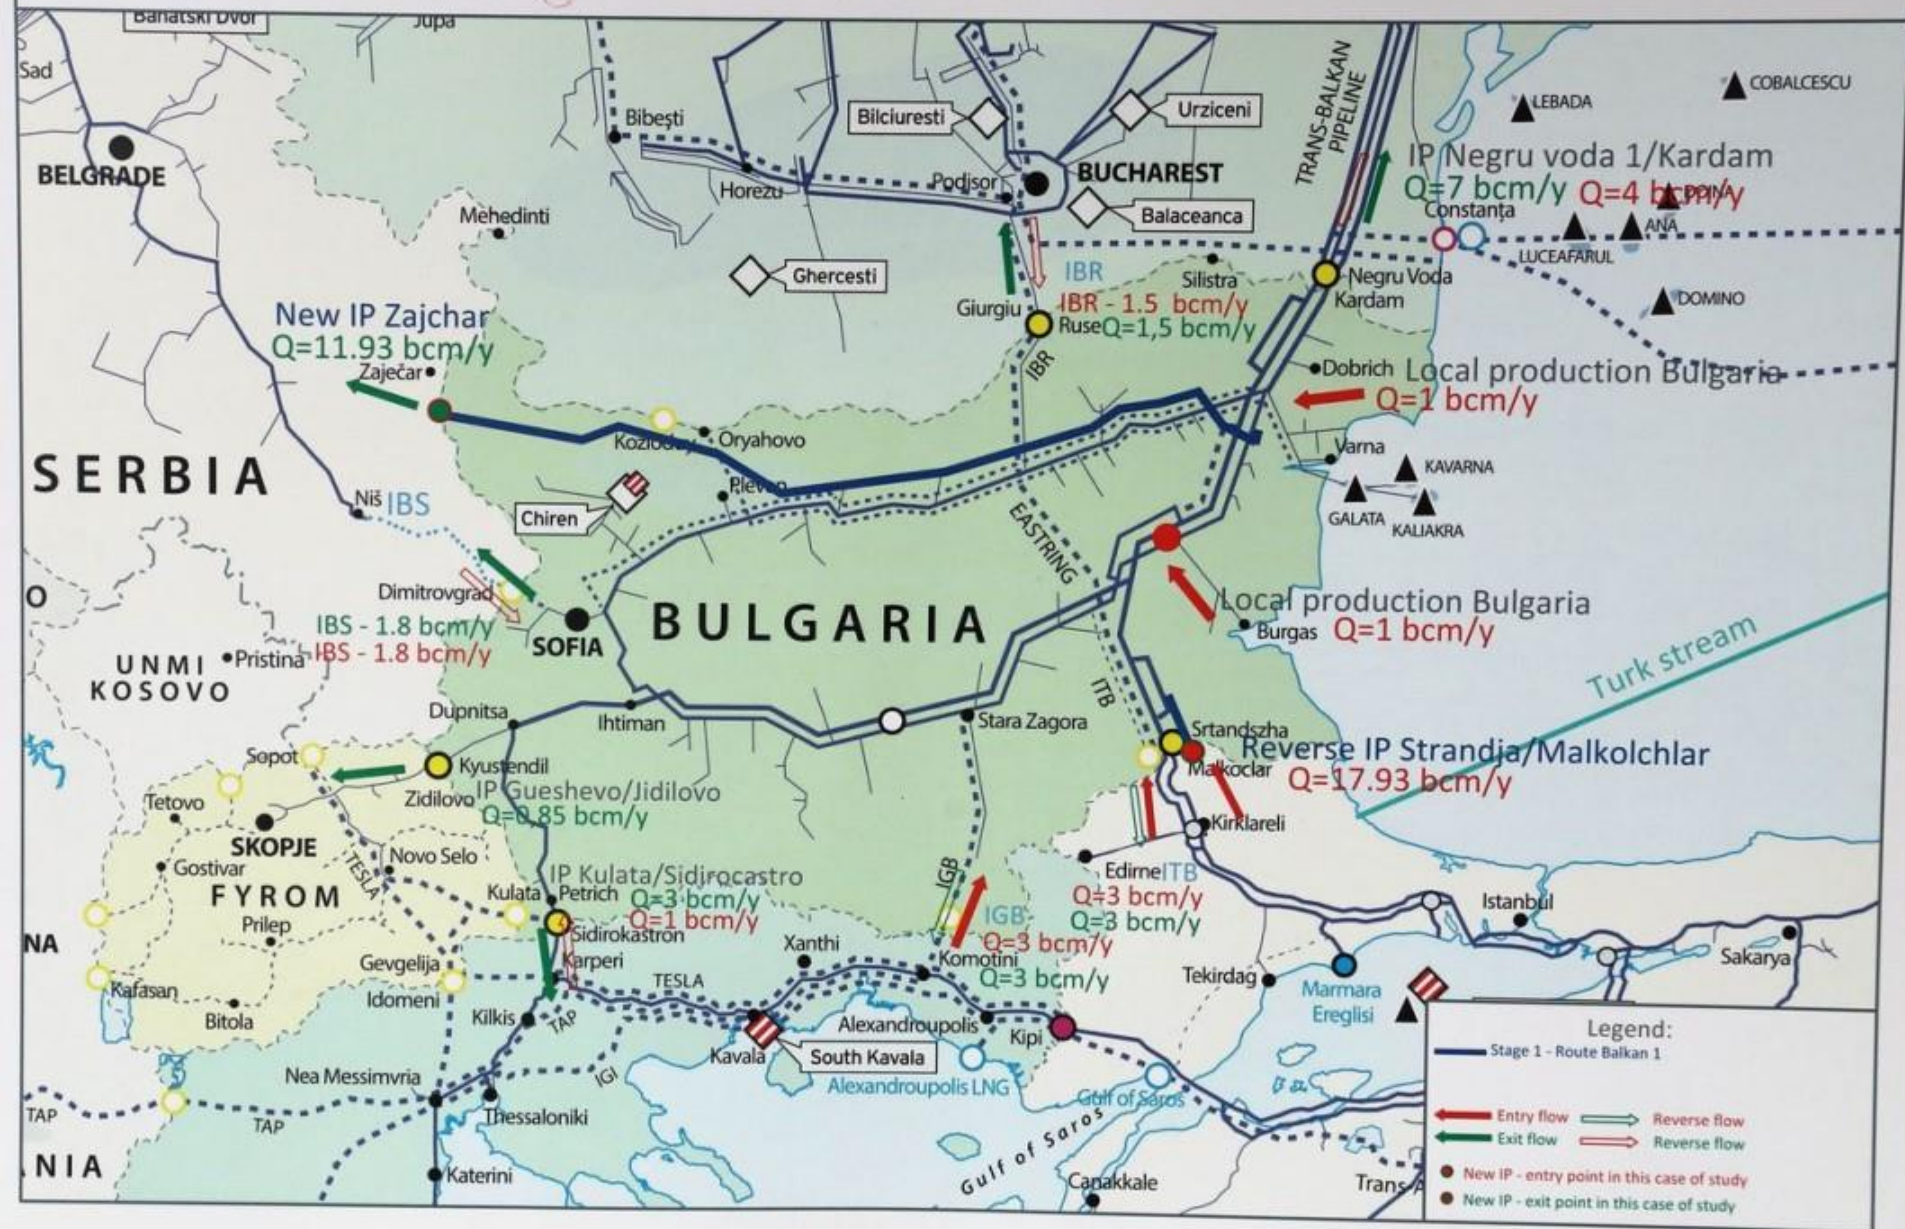 Banatski Dvor
Jupa
Sad
BELGRADE
Mehedinti
Bibești
Horezu
Podișor
Bilciuresti
Urziceni
BUCHAREST
Balaceanca
Ghercesti
TRANS-BALKAN
PIPELINE
LEBADA
COBALCESCU
IP Negru voda 1/Kardam
Q=7 bcm/y Q=4 bcm/y
DOINA
Constanța
ANA
LUCEAFARUL
DOMINO
Silistra
Negru Voda
Kardam
IBR
IBR - 1.5 bcm/y
Giurgiu
Ruse
Q=1,5 bcm/y
IBR
New IP Zajchar
Q=11.93 bcm/y
Zaječar
Dobrich
Local production Bulgaria
Q=1 bcm/y
Kozloduy
Oryahovo
Pleven
Varna
KAVARNA
GALATA
KALIAKRA
SERBIA
Niš
IBS
Chiren
EASTRING
Dimitrovgrad
IBS - 1.8 bcm/y
IBS - 1.8 bcm/y
SOFIA
BULGARIA
Local production Bulgaria
Burgas
Q=1 bcm/y
Turk stream
O
UNMI
KOSOVO
Pristina
ITB
Dupnitsa
Ihtiman
Stara Zagora
Srtandszha
Reverse IP Strandja/Malkolchlar
Malkoclar
Q=17.93 bcm/y
Sopot
Kyustendil
Zidilovo
IP Gueshevo/Jidilovo
Q=0,85 bcm/y
Tetovo
SKOPJE
Gostivar
FYROM
Prilep
TESLA
Novo Selo
Kulata
Petrich
IP Kulata/Sidirocastro
Q=3 bcm/y
Q=1 bcm/y
Sidirokastron
Karperi
IGB
IGB
Q=3 bcm/y
Q=3 bcm/y
Kirklareli
Edirne
ITB
Q=3 bcm/y
Q=3 bcm/y
Istanbul
Sakarya
NA
Kafasan
Bitola
Gevgelija
Idomeni
Kilkis
TAP
TESLA
Xanthi
Komotini
Tekirdag
Marmara
Ereglisi
Kavala
South Kavala
Alexandroupolis
Kipi
Alexandroupolis LNG
Gulf of Saros
Gulf of Saros
Nea Messimvria
IGI
Thessaloniki
TAP
TAP
NIA
Katerini
Canakkale
Trans-A
Legend:
Stage 1 - Route Balkan 1
Entry flow
Reverse flow
Exit flow
Reverse flow
New IP - entry point in this case of study
New IP - exit point in this case of study